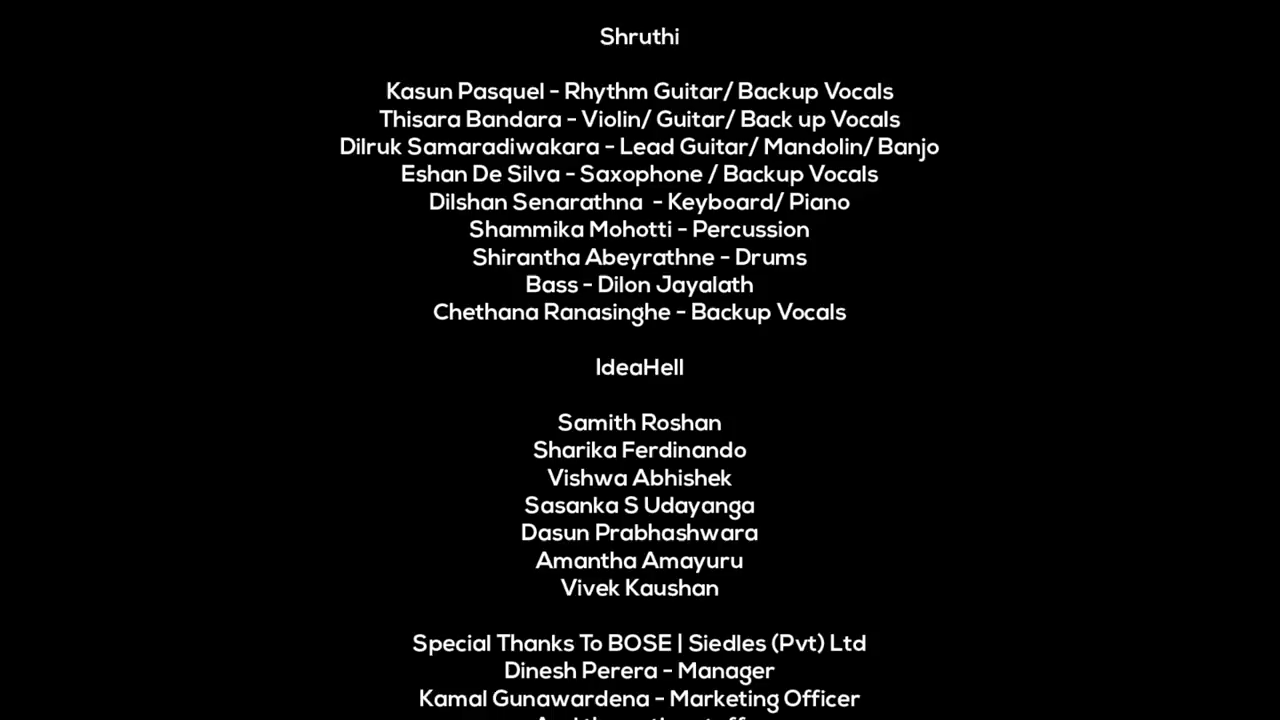 Shruthi
Kasun Pasquel - Rhythm Guitar/ Backup Vocals
Thisara Bandara - Violin/ Guitar/ Back up Vocals
Dilruk Samaradiwakara - Lead Guitar/ Mandolin/ Banjo
Eshan De Silva - Saxophone / Backup Vocals
Dilshan Senarathna - Keyboard/ Piano
Shammika Mohotti - Percussion
Shirantha Abeyrathne - Drums
Bass - Dilon Jayalath
Chethana Ranasinghe - Backup Vocals
IdeaHell
Samith Roshan
Sharika Ferdinando
Vishwa Abhishek
Sasanka S Udayanga
Dasun Prabhashwara
Amantha Amayuru
Vivek Kaushan
Special Thanks To BOSE | Siedles (Pvt) Ltd
Dinesh Perera - Manager
Kamal Gunawardena - Marketing Officer